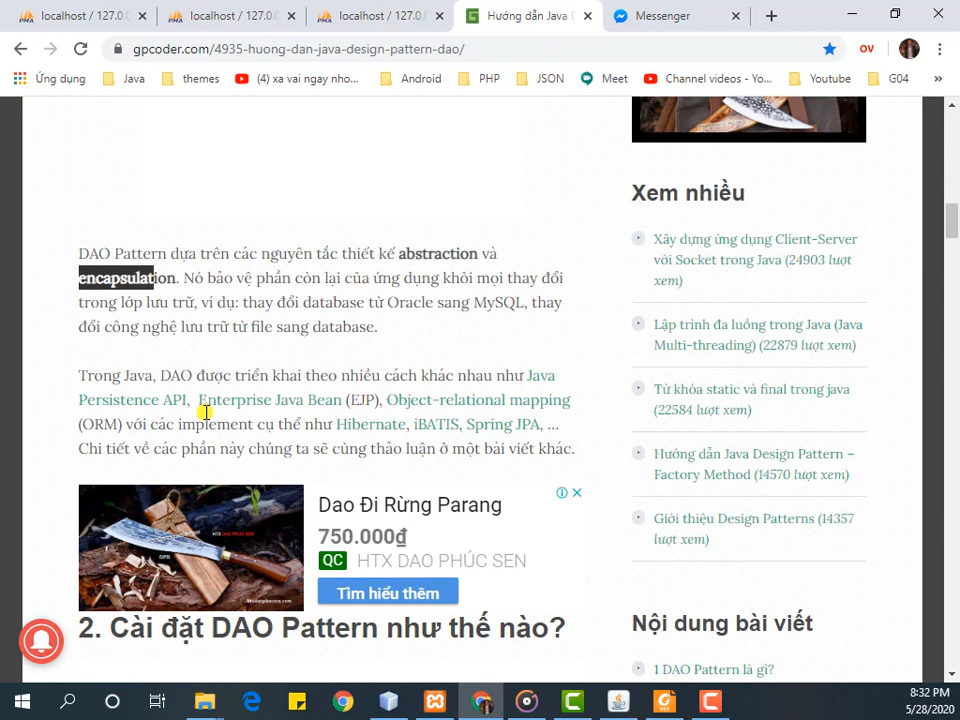 localhost / 127.0.
localhost / 127.0.
localhost / 127.0.
Hướng dẫn Java D
Messenger
gpcoder.com/4935-huong-dan-java-design-pattern-dao/
OV
Ứng dụng
Java
themes
(4) xa vai ngay nho...
Android
PHP
JSON
Meet
Channel videos - Yo...
Youtube
G04
»
DAO Pattern dựa trên các nguyên tắc thiết kế abstraction và
encapsulation. Nó bảo vệ phần còn lại của ứng dụng khỏi mọi thay đổi
trong lớp lưu trữ, ví dụ: thay đổi database từ Oracle sang MySQL, thay
đổi công nghệ lưu trữ từ file sang database.
Trong Java, DAO được triển khai theo nhiều cách khác nhau như Java
Persistence API, Enterprise Java Bean (EJP), Object-relational mapping
(ORM) với các implement cụ thể như Hibernate, iBATIS, Spring JPA, ...
Chi tiết về các phần này chúng ta sẽ cùng thảo luận ở một bài viết khác.
Dao Đi Rừng Parang
750.000₫
QC HTX DAO PHÚC SEN
Tìm hiểu thêm
2. Cài đặt DAO Pattern như thế nào?
Xem nhiều
Xây dựng ứng dụng Client-Server
với Socket trong Java (24903 lượt
xem)
Lập trình đa luồng trong Java (Java
Multi-threading) (22879 lượt xem)
Từ khóa static và final trong java
(22584 lượt xem)
Hướng dẫn Java Design Pattern –
Factory Method (14570 lượt xem)
Giới thiệu Design Patterns (14357
lượt xem)
Nội dung bài viết
1 DAO Pattern là gì?
8:32 PM
5/28/2020